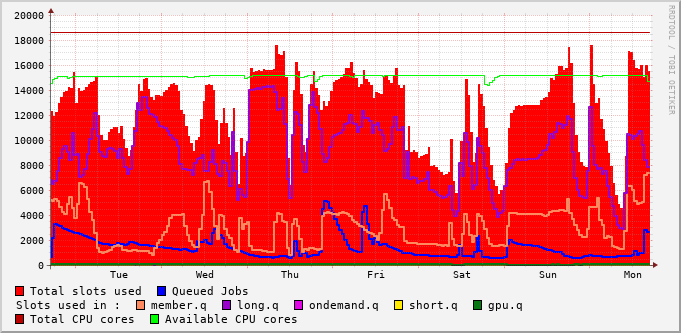 20000
18000
16000
14000
12000
10000
8000
6000
4000
2000
0
Tue Wed Thu Fri Sat Sun Mon
RRDTOOL / TOBI OETIKER
Total slots used Queued Jobs
Slots used in : member.q long.q ondemand.q short.q gpu.q
Total CPU cores Available CPU cores